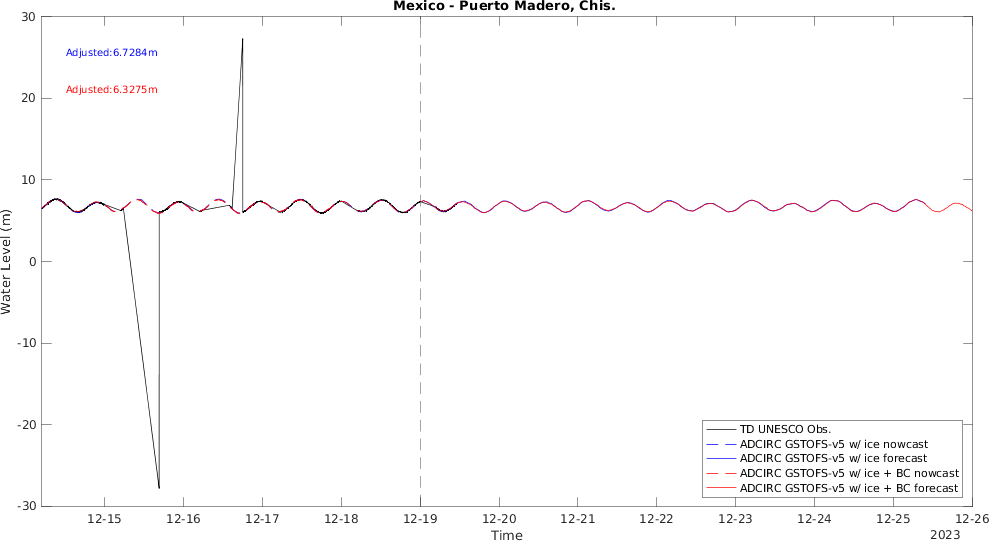 Mexico - Puerto Madero, Chis.
Adjusted:6.7284m
Adjusted:6.3275m
Water Level (m)
30
20
10
0
-10
-20
-30
TD UNESCO Obs.
ADCIRC GSTOFS-v5 w/ ice nowcast
ADCIRC GSTOFS-v5 w/ ice forecast
ADCIRC GSTOFS-v5 w/ ice + BC nowcast
ADCIRC GSTOFS-v5 w/ ice + BC forecast
12-15 12-16 12-17 12-18 12-19 12-20 12-21 12-22 12-23 12-24 12-25 12-26
Time
2023